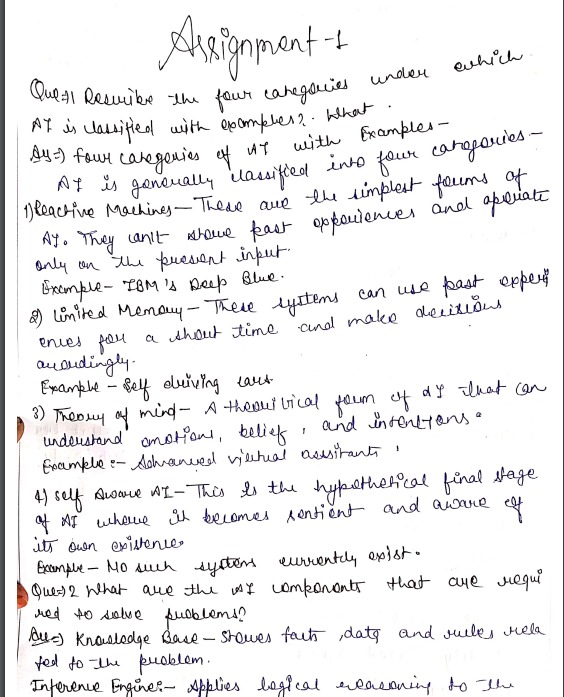 Assignment-1
Que⇒1 Describe the four categories under which
AI is classified with examples?. What.
Ans⇒) four categories of AI with Examples—
AI is generally classified into four categories—
1) Reactive Machines— These are the simplest forms of
AI. They can't store past experiences and operate
only on the present input.
Example- IBM's Deep Blue.
2) Limited Memory— These systems can use past experi
ences for a short time and make decisions
accordingly.
Example - Self driving cars
3) Theory of mind- A theoritical form of AI that can
understand emotions, belief, and intentions.
Example:- Advanced virtual assistants
4) Self Aware AI- This is the hypothetical final stage
of AI where it becomes sentient and aware of
its own existence.
Example- No such systems currently exist.
Que⇒2 What are the AI components that are requi
red to solve problems?
Ans⇒) Knowledge Base- Stores facts, data and rules rela
ted to the problem.
Inference Engine:- Applies logical reasoning to the